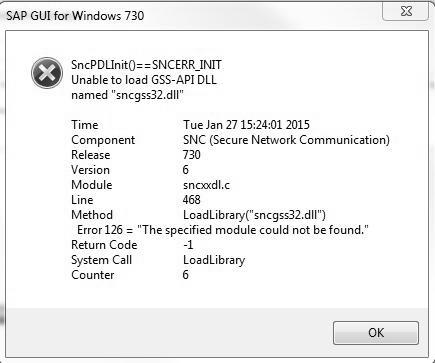 SAP GUI for Windows 730
SncPDLInit()==SNCERR_INIT
Unable to load GSS-API DLL
named "sncgss32.dll"
Time Tue Jan 27 15:24:01 2015
Component SNC (Secure Network Communication)
Release 730
Version 6
Module sncxxdl.c
Line 468
Method LoadLibrary("sncgss32.dll")
Error 126 = "The specified module could not be found."
Return Code -1
System Call LoadLibrary
Counter 6
OK